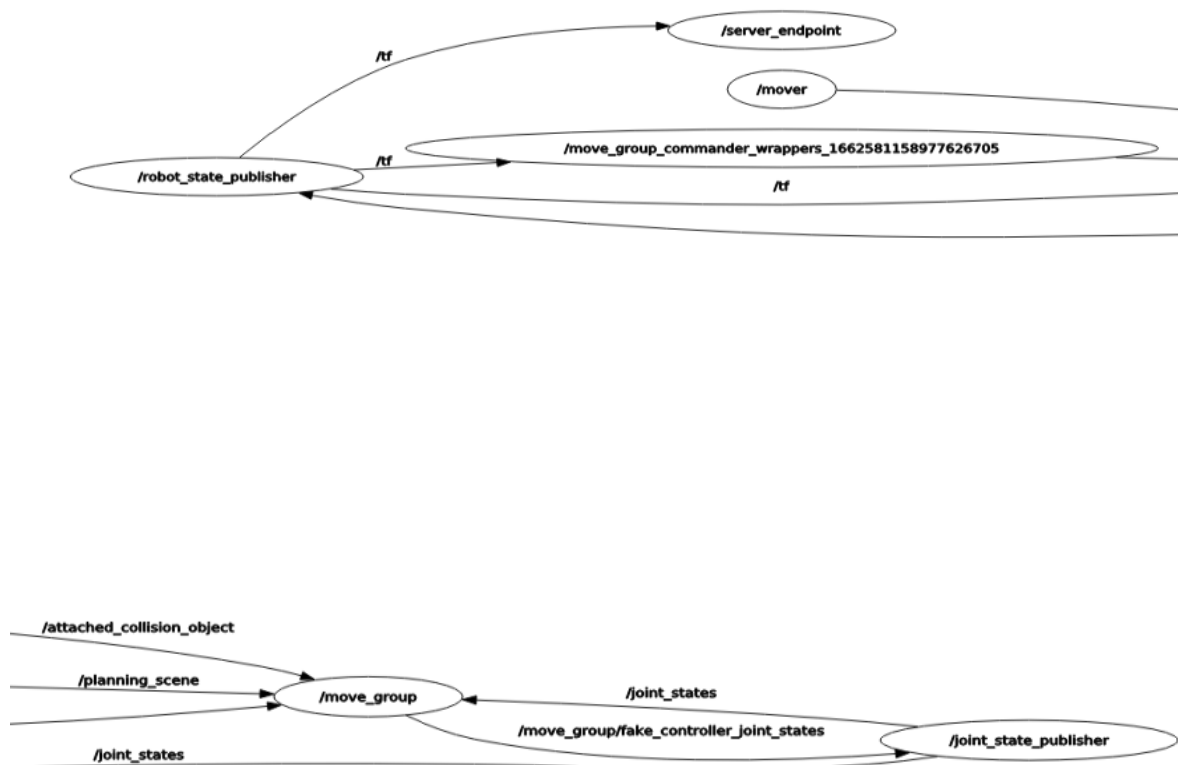 /server_endpoint
/tf
/mover
/move_group_commander_wrappers_1662581158977626705
/tf
/robot_state_publisher
/tf
/attached_collision_object
/planning_scene
/joint_states
/move_group
/move_group/fake_controller_joint_states
/joint_state_publisher
/joint_states